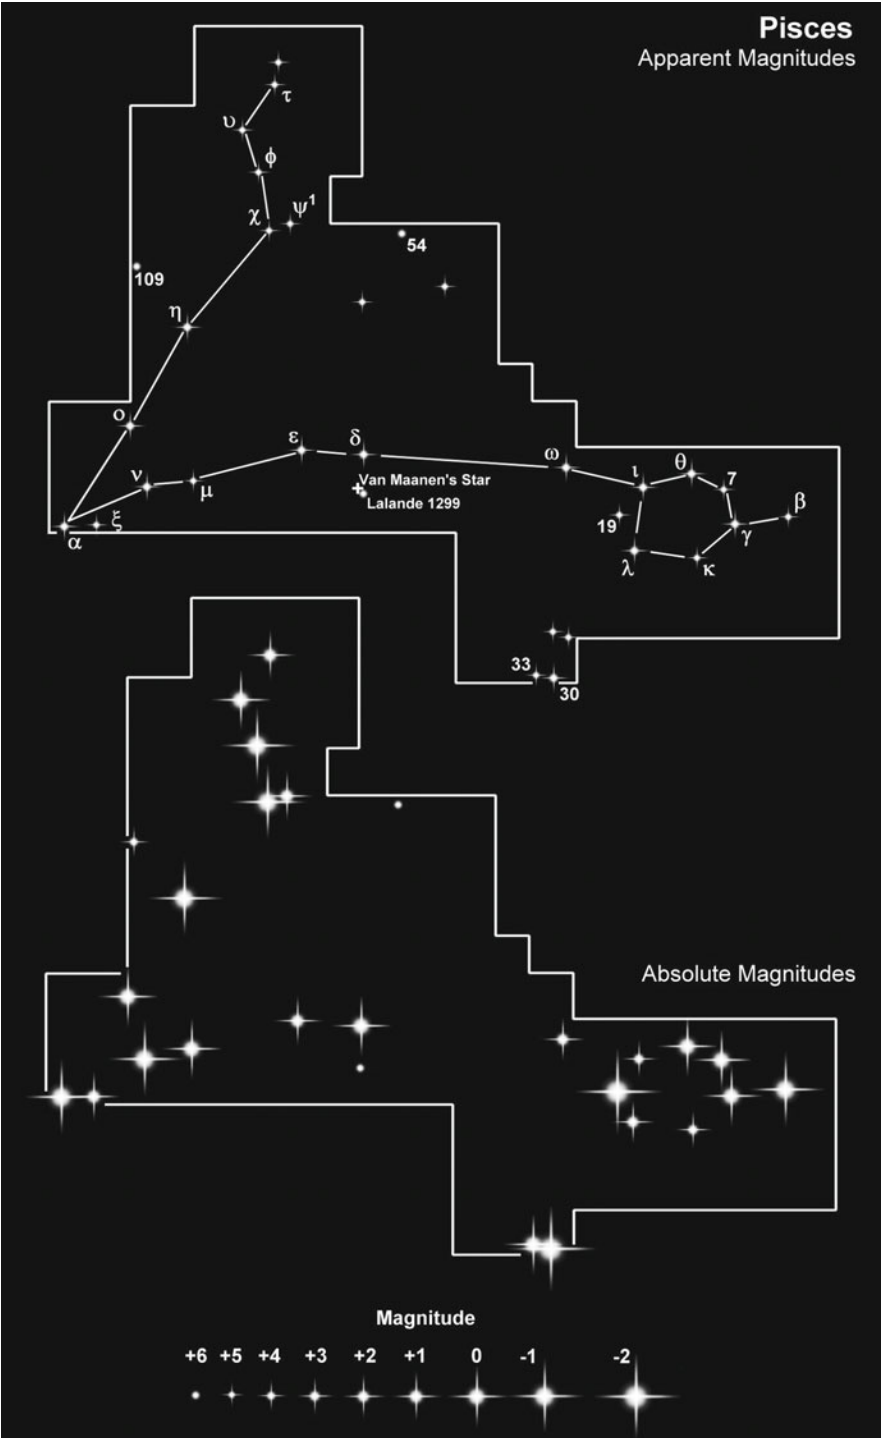 Pisces
Apparent Magnitudes
τ
υ
φ
χ
ψ¹
54
109
η
ο
ε
δ
ω
ι
θ
7
β
ν
μ
Van Maanen's Star
Lalande 1299
19
γ
α
ξ
λ
κ
33
30
Absolute Magnitudes
Magnitude
+6 +5 +4 +3 +2 +1 0 -1 -2